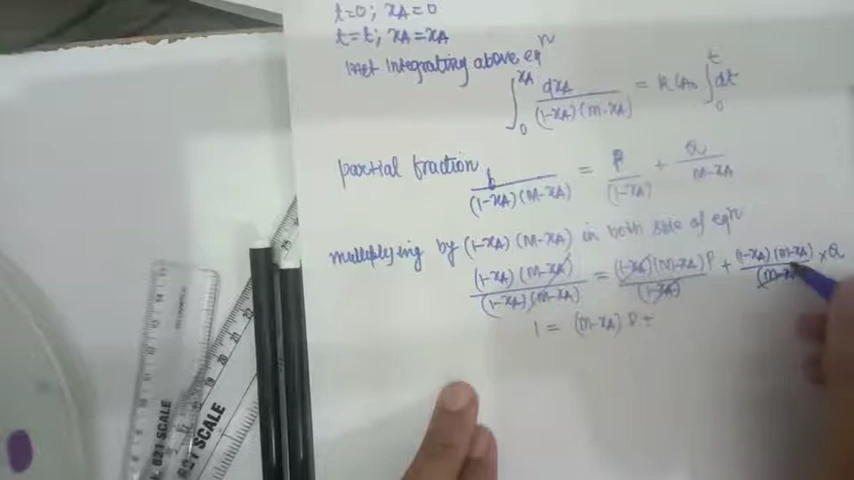 t=0; xA=0
t=t; xA=xA
Integrating above eqn
∫0^xA dxA/(1-xA)(M-xA) = k CA0 ∫0^t dt
partial fraction
1/(1-xA)(M-xA) = P/(1-xA) + Q/M-xA
multiplying by (1-xA)(M-xA) in both side of eqn
(1-xA)(M-xA)/(1-xA)(M-xA) = (1-xA)(M-xA)P/(1-xA) + (1-xA)(M-xA)/(M-xA) × Q
1 = (M-xA) P +
621 SCALE
621 SCALE